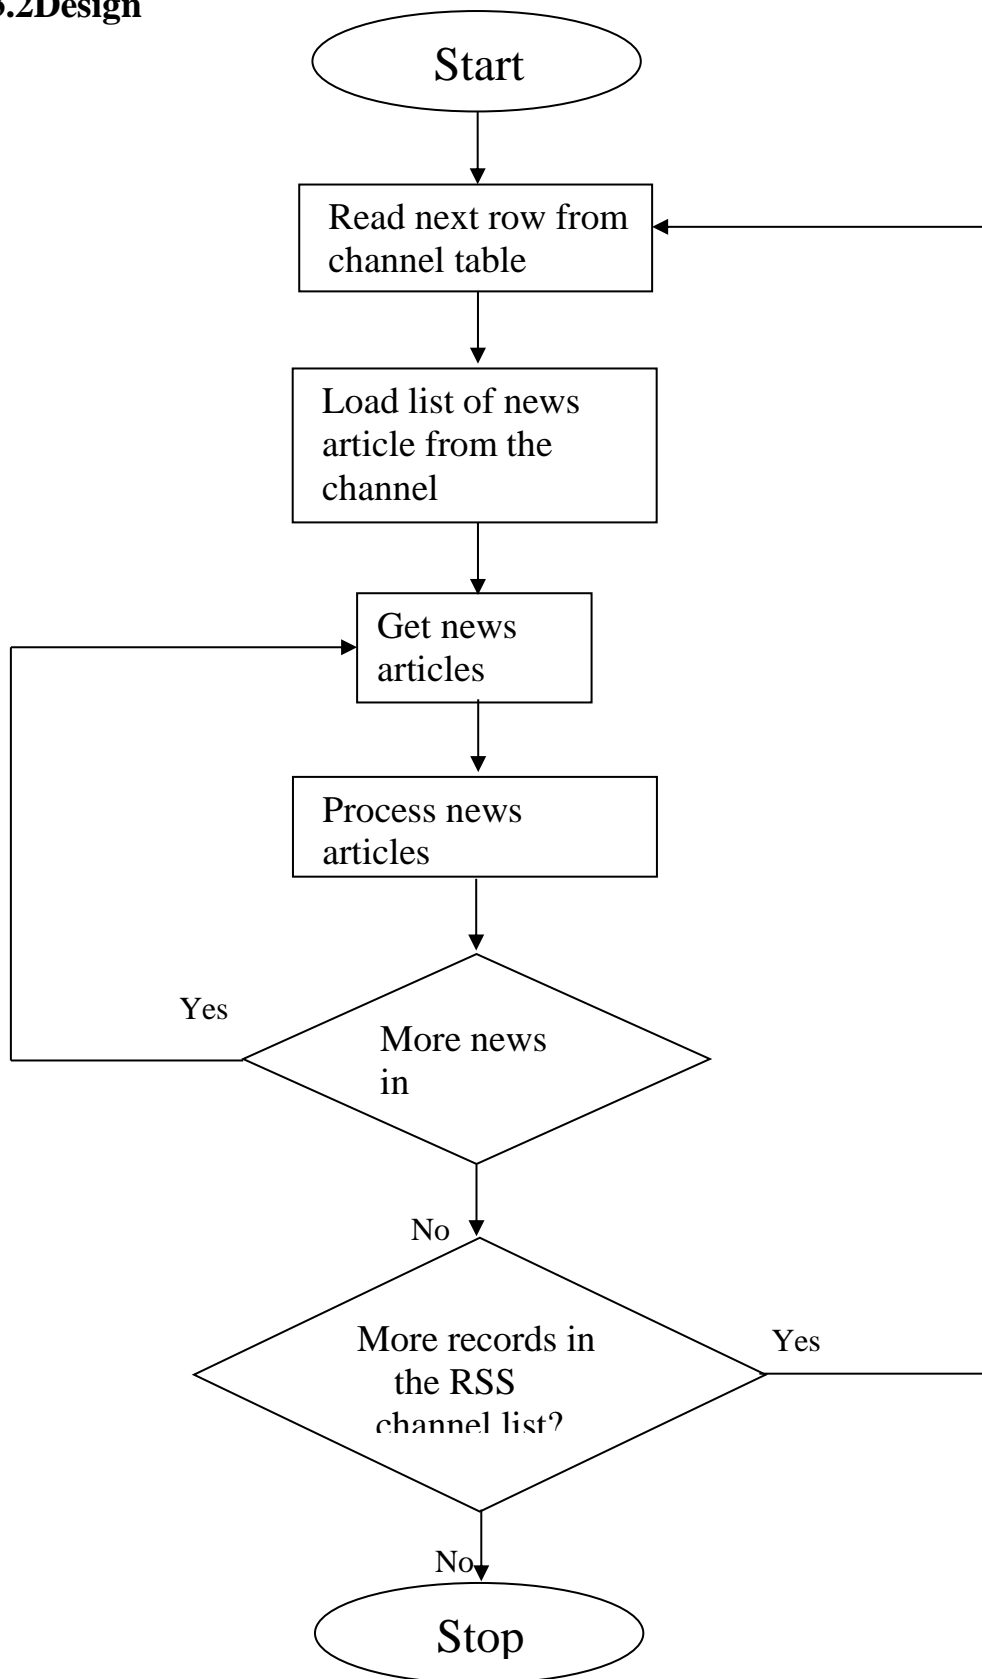 .2Design
Start
Read next row from
channel table
Load list of news
article from the
channel
Get news
articles
Process news
articles
Yes
More news
in
No
More records in
the RSS
channel list?
Yes
No
Stop